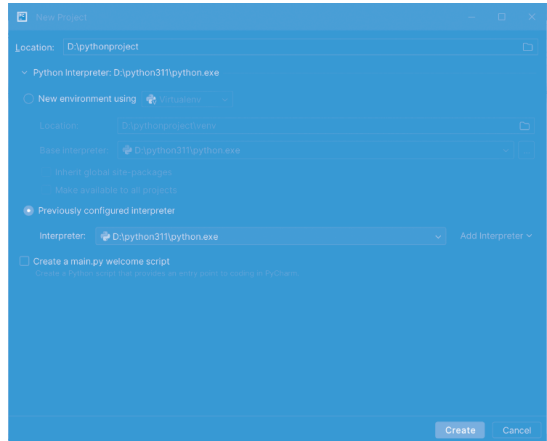 New Project
Location: D:\pythonproject
Python Interpreter: D:\python311\python.exe
New environment using Virtualenv
Location: D:\pythonproject\venv
Base interpreter: D:\python311\python.exe
Inherit global site-packages
Make available to all projects
Previously configured interpreter
Interpreter: D:\python311\python.exe Add Interpreter
Create a main.py welcome script
Create a Python script that provides an entry point to coding in PyCharm.
Create Cancel